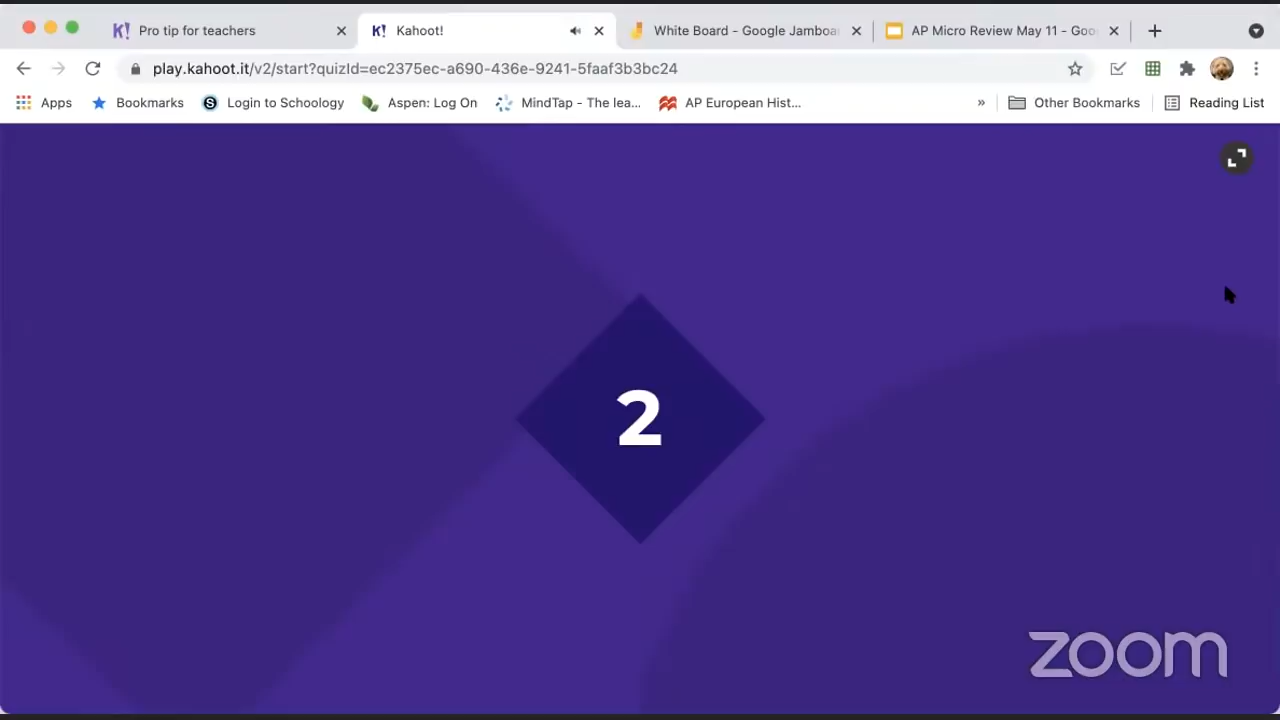 K! Pro tip for teachers
K! Kahoot!
White Board - Google Jamboa
AP Micro Review May 11 - Goo
play.kahoot.it/v2/start?quizId=ec2375ec-a690-436e-9241-5faaf3b3bc24
Apps
Bookmarks
S Login to Schoology
Aspen: Log On
MindTap - The lea...
AP European Hist...
»
Other Bookmarks
Reading List
2
zoom